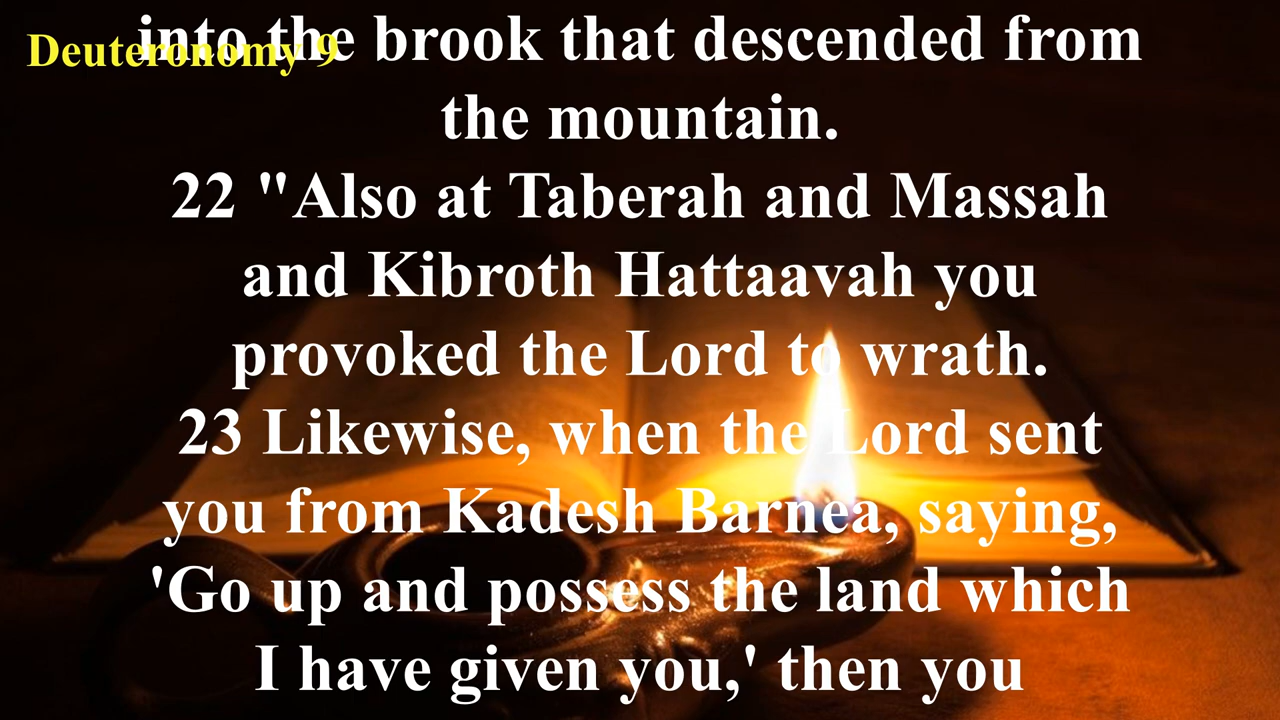 Deuteronomy 9
into the brook that descended from
the mountain.
22 "Also at Taberah and Massah
and Kibroth Hattaavah you
provoked the Lord to wrath.
23 Likewise, when the Lord sent
you from Kadesh Barnea, saying,
'Go up and possess the land which
I have given you,' then you